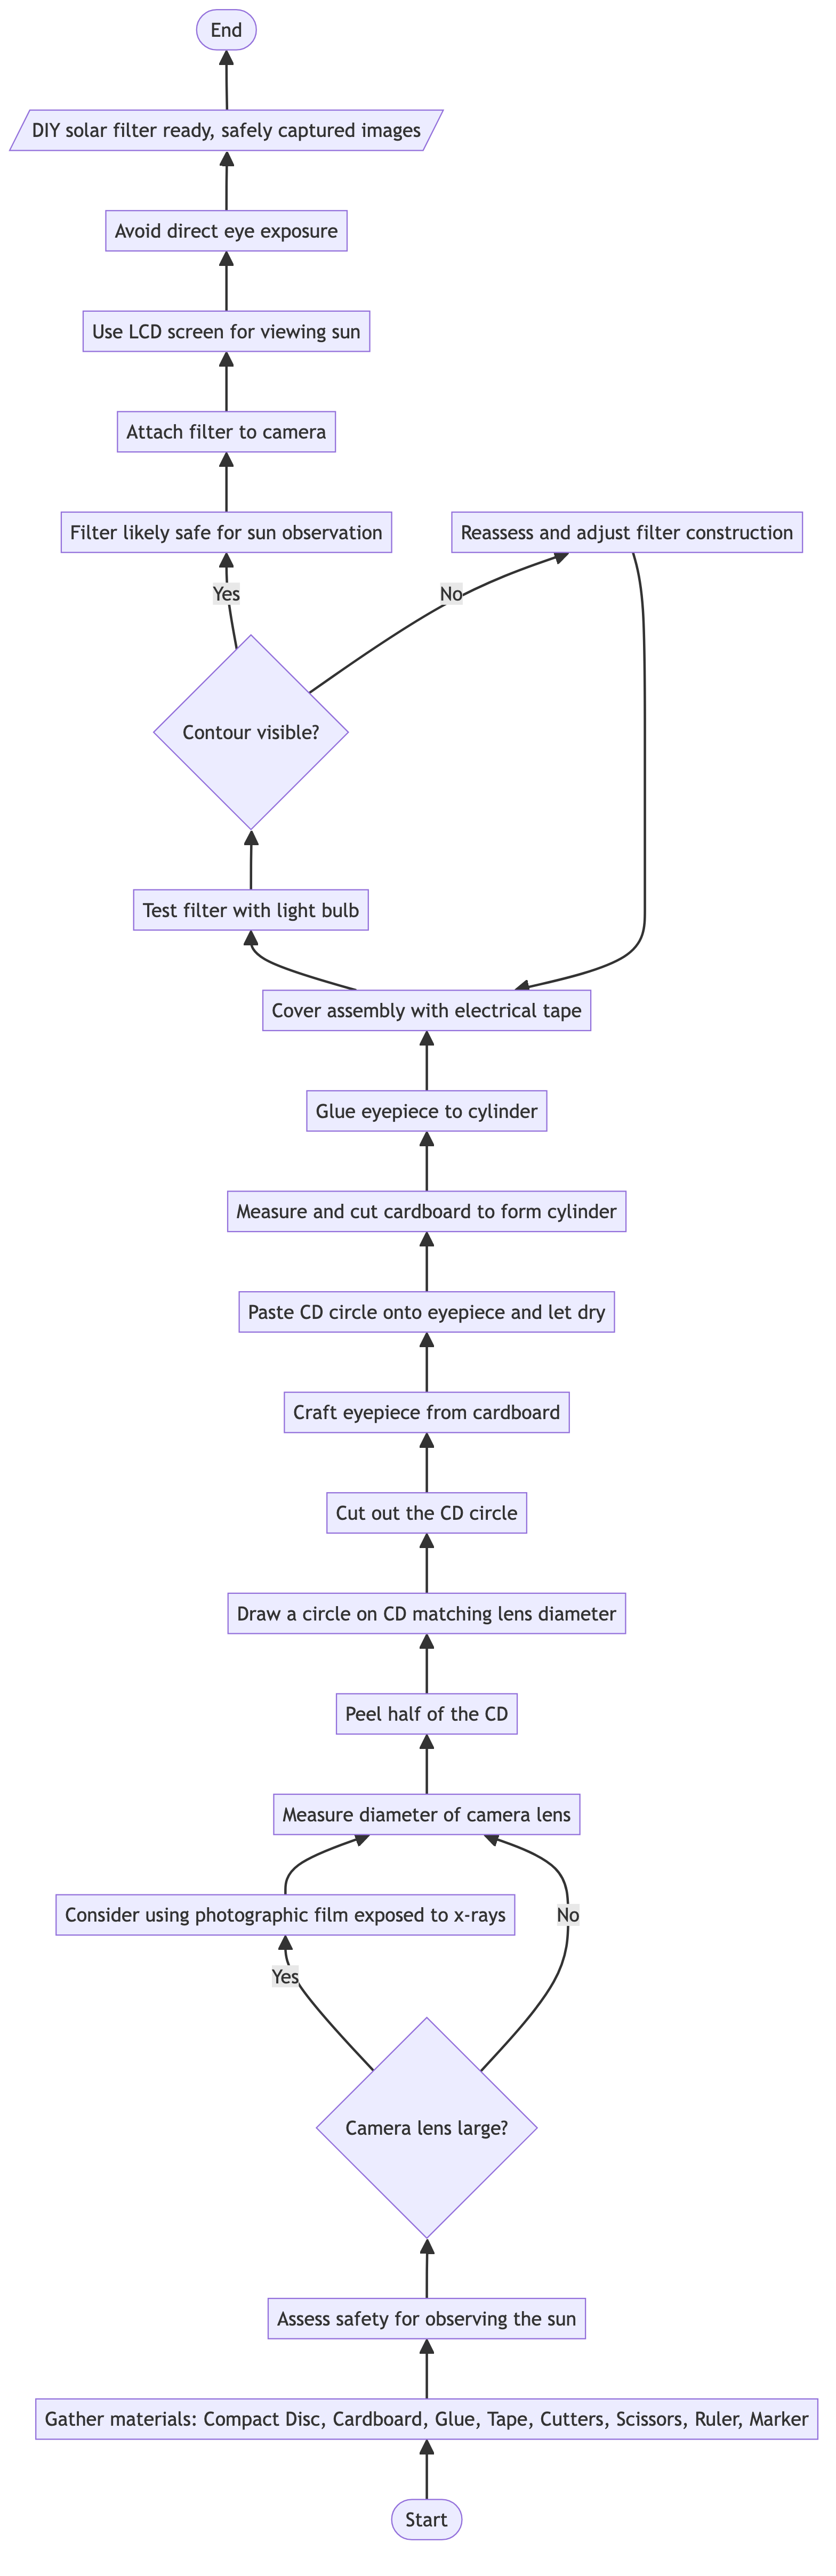 End
DIY solar filter ready, safely captured images
Avoid direct eye exposure
Use LCD screen for viewing sun
Attach filter to camera
Filter likely safe for sun observation
Reassess and adjust filter construction
Yes
No
Contour visible?
Test filter with light bulb
Cover assembly with electrical tape
Glue eyepiece to cylinder
Measure and cut cardboard to form cylinder
Paste CD circle onto eyepiece and let dry
Craft eyepiece from cardboard
Cut out the CD circle
Draw a circle on CD matching lens diameter
Peel half of the CD
Measure diameter of camera lens
Consider using photographic film exposed to x-rays
No
Yes
Camera lens large?
Assess safety for observing the sun
Gather materials: Compact Disc, Cardboard, Glue, Tape, Cutters, Scissors, Ruler, Marker
Start